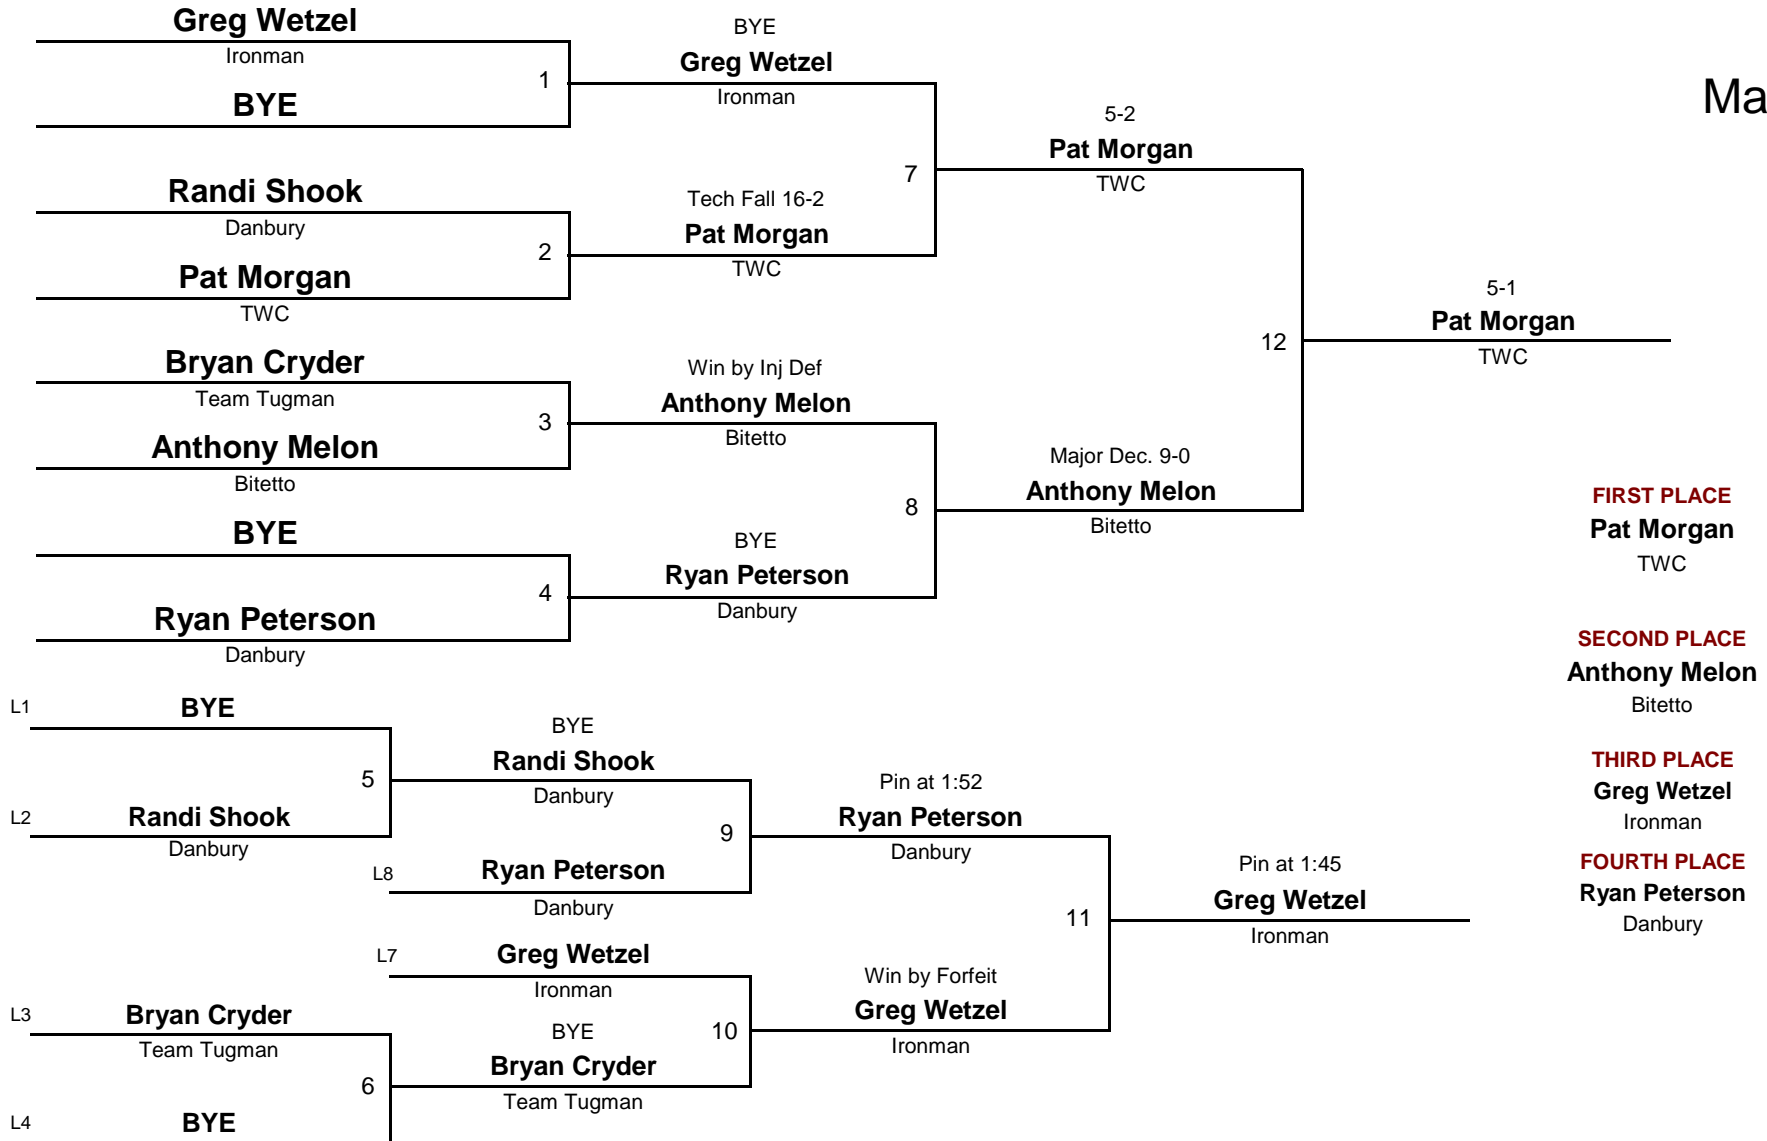 Greg Wetzel
Ironman
1
BYE
BYE
Greg Wetzel
Ironman
Randi Shook
Danbury
2
Pat Morgan
TWC
Tech Fall 16-2
Pat Morgan
TWC
7
5-2
Pat Morgan
TWC
Ma
Bryan Cryder
Team Tugman
3
Anthony Melon
Bitetto
Win by Inj Def
Anthony Melon
Bitetto
BYE
4
Ryan Peterson
Danbury
BYE
Ryan Peterson
Danbury
8
Major Dec. 9-0
Anthony Melon
Bitetto
12
5-1
Pat Morgan
TWC
FIRST PLACE
Pat Morgan
TWC
SECOND PLACE
Anthony Melon
Bitetto
THIRD PLACE
Greg Wetzel
Ironman
FOURTH PLACE
Ryan Peterson
Danbury
L1
BYE
5
L2
Randi Shook
Danbury
BYE
Randi Shook
Danbury
9
L8
Ryan Peterson
Danbury
Pin at 1:52
Ryan Peterson
Danbury
L7
Greg Wetzel
Ironman
10
L3
Bryan Cryder
Team Tugman
6
L4
BYE
BYE
Bryan Cryder
Team Tugman
Win by Forfeit
Greg Wetzel
Ironman
11
Pin at 1:45
Greg Wetzel
Ironman